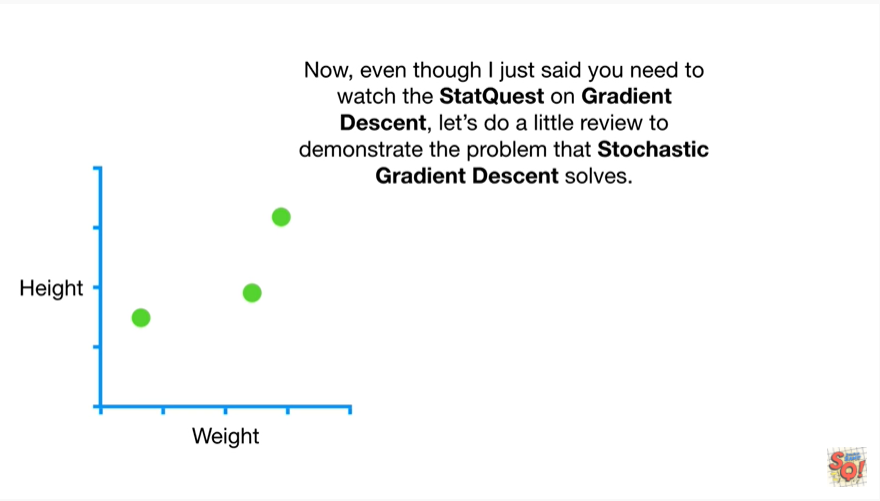 Now, even though I just said you need to
watch the StatQuest on Gradient
Descent, let’s do a little review to
demonstrate the problem that Stochastic
Gradient Descent solves.
Height
Weight
SQ!